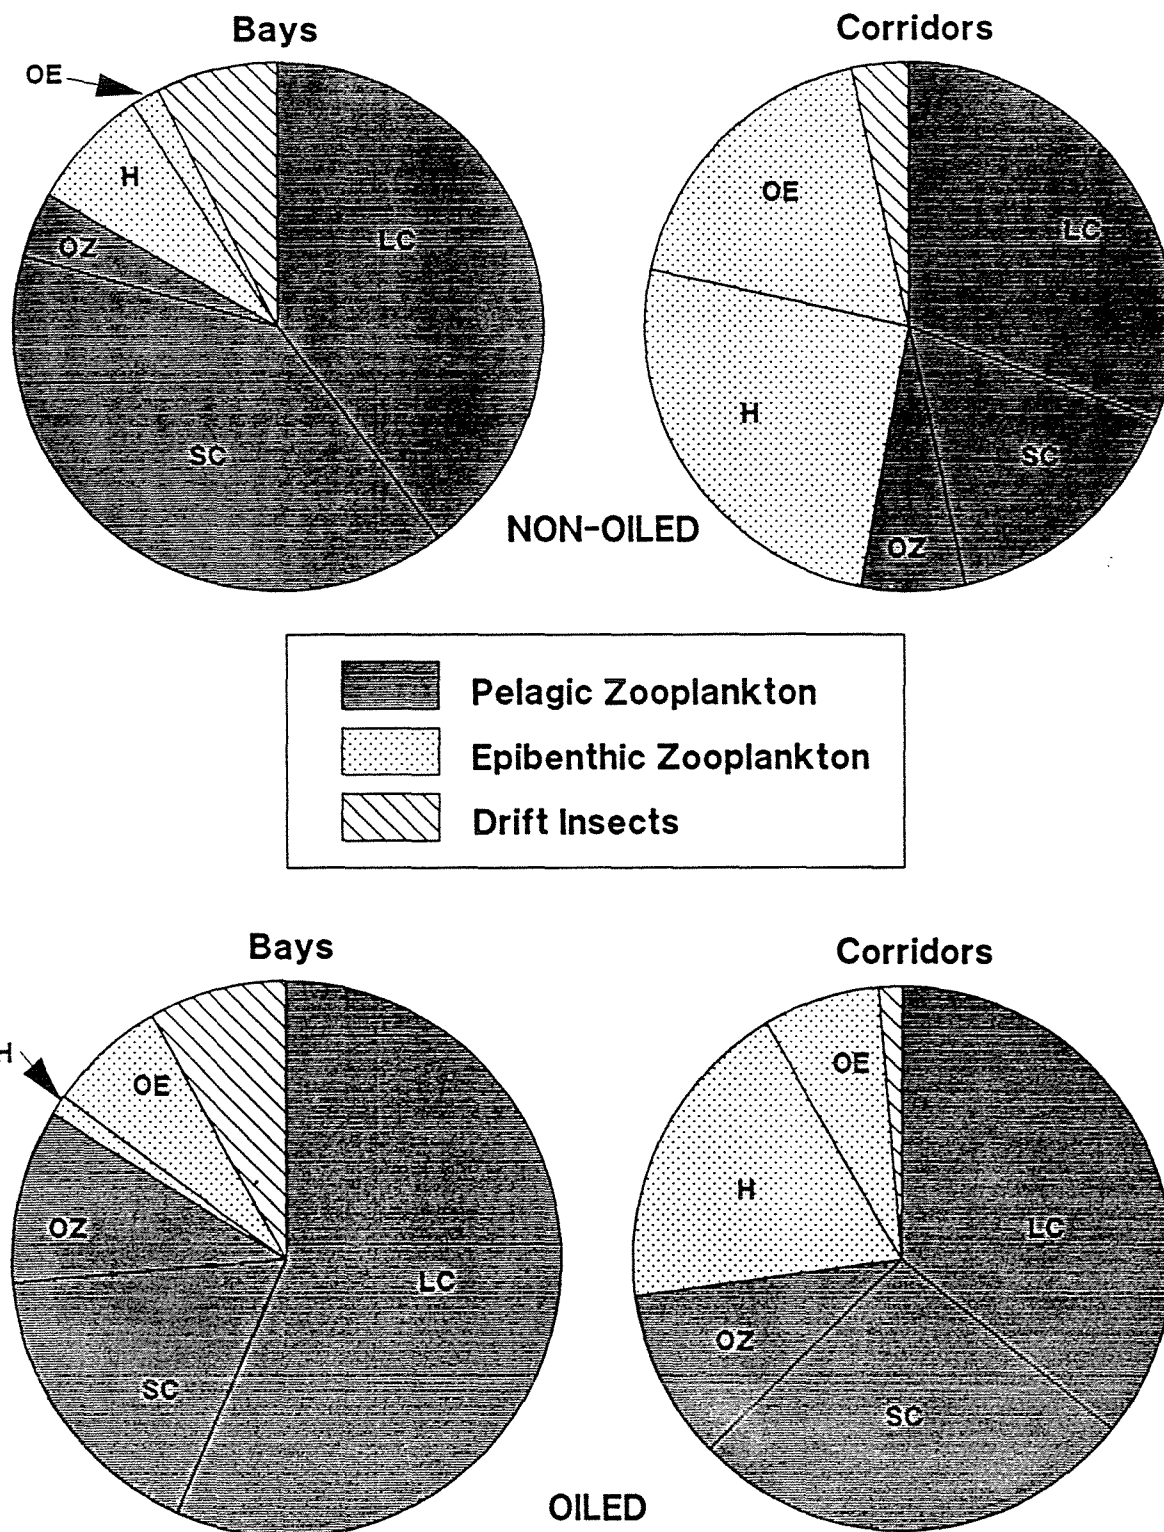 Bays
Corridors
OE
H
OZ
LC
SC
OE
LC
H
SC
OZ
NON-OILED
Pelagic Zooplankton
Epibenthic Zooplankton
Drift Insects
Bays
Corridors
H
OE
OZ
LC
SC
OE
H
LC
OZ
SC
OILED